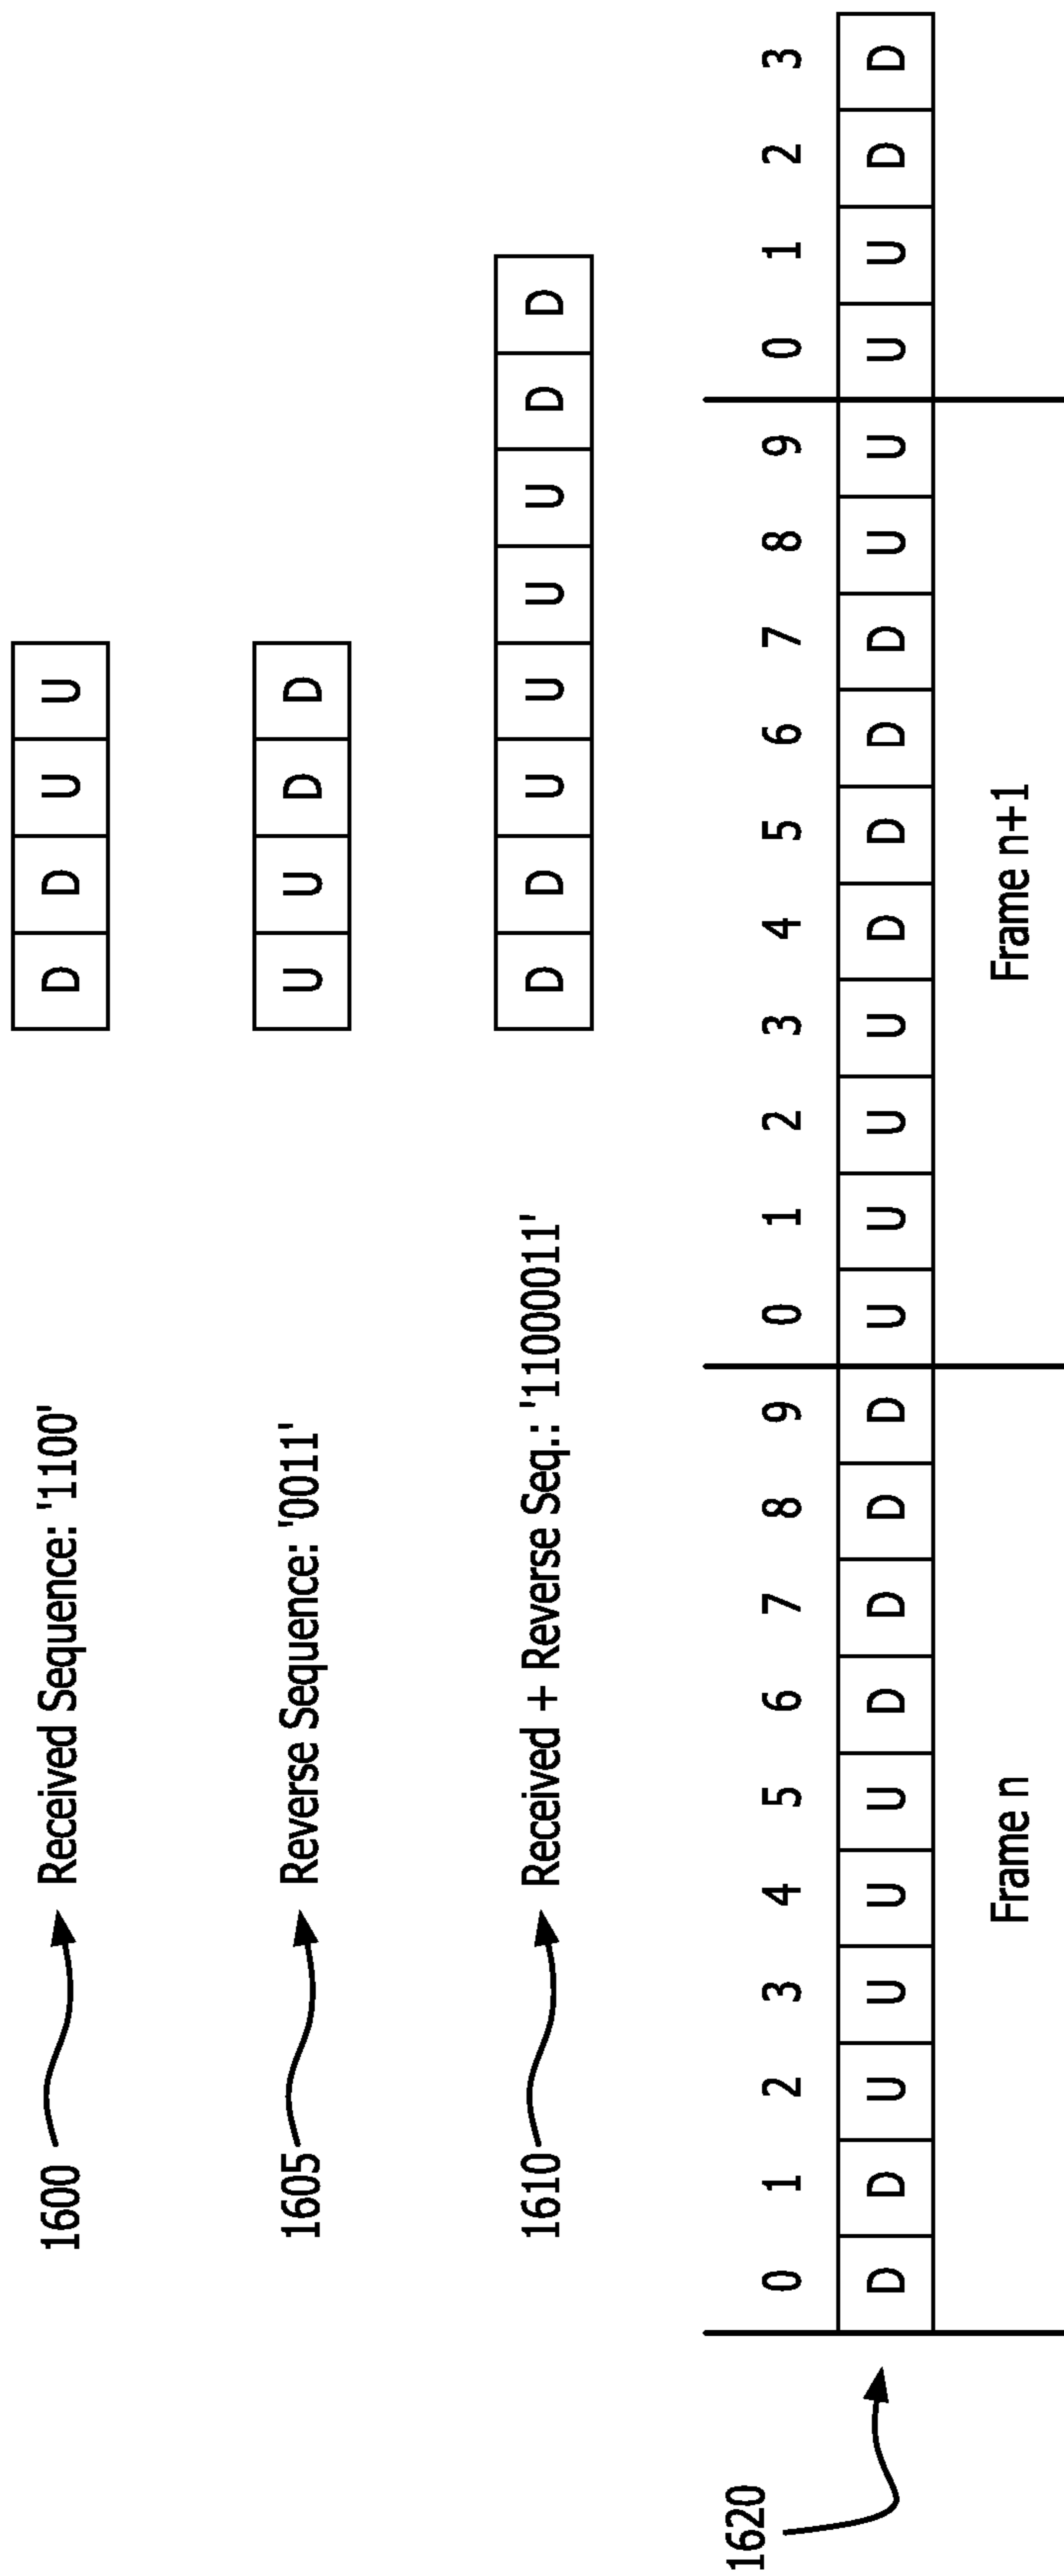 1600 Received Sequence: '1100' D D U U
1605 Reverse Sequence: '0011' U U D D
1610 Received + Reverse Seq.: '11000011' D D U U U U D D
0 1 2 3 4 5 6 7 8 9 0 1 2 3 4 5 6 7 8 9 0 1 2 3
1620 D D U U U U D D D D U U U U D D D D U U U U D D
Frame n Frame n+1